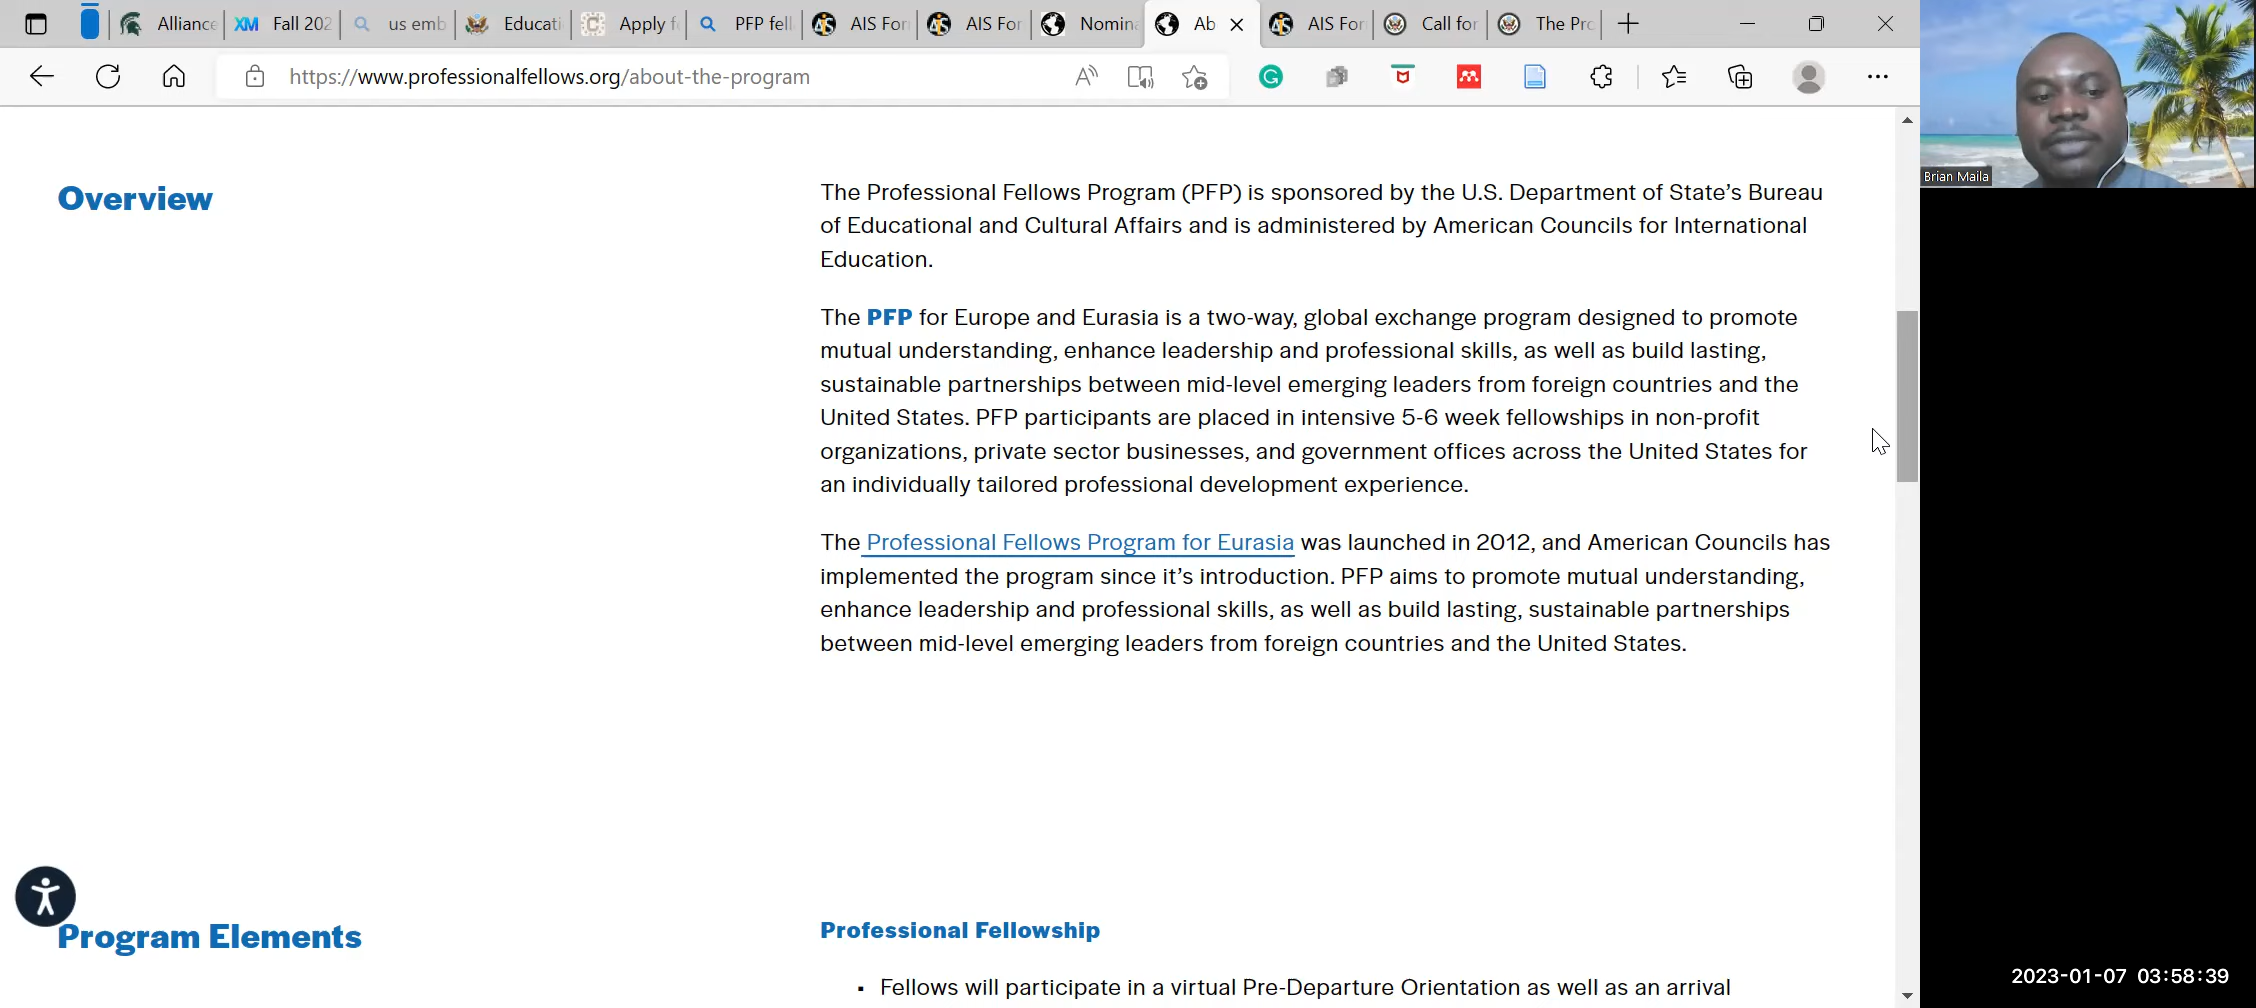 Alliance
Fall 202
us emb
Educati
Apply f
PFP fell
AIS For
AIS For
Nomina
Ab
AIS For
Call for
The Pro
https://www.professionalfellows.org/about-the-program
Brian Maila
Overview
The Professional Fellows Program (PFP) is sponsored by the U.S. Department of State’s Bureau
of Educational and Cultural Affairs and is administered by American Councils for International
Education.
The PFP for Europe and Eurasia is a two-way, global exchange program designed to promote
mutual understanding, enhance leadership and professional skills, as well as build lasting,
sustainable partnerships between mid-level emerging leaders from foreign countries and the
United States. PFP participants are placed in intensive 5-6 week fellowships in non-profit
organizations, private sector businesses, and government offices across the United States for
an individually tailored professional development experience.
The Professional Fellows Program for Eurasia was launched in 2012, and American Councils has
implemented the program since it’s introduction. PFP aims to promote mutual understanding,
enhance leadership and professional skills, as well as build lasting, sustainable partnerships
between mid-level emerging leaders from foreign countries and the United States.
Program Elements
Professional Fellowship
▪ Fellows will participate in a virtual Pre-Departure Orientation as well as an arrival
2023-01-07 03:58:39